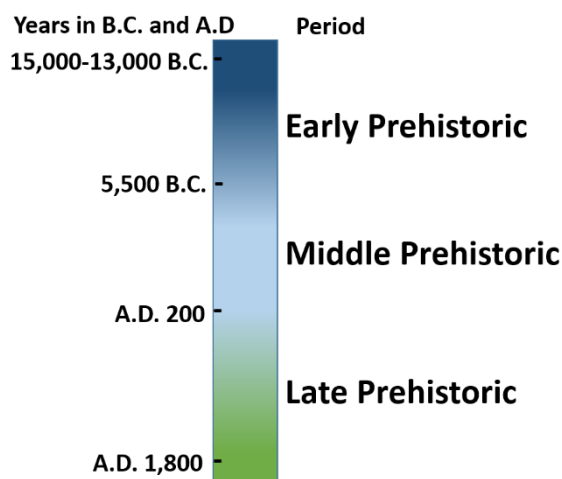 Years in B.C. and A.D Period
15,000-13,000 B.C.
Early Prehistoric
5,500 B.C.
Middle Prehistoric
A.D. 200
Late Prehistoric
A.D. 1,800